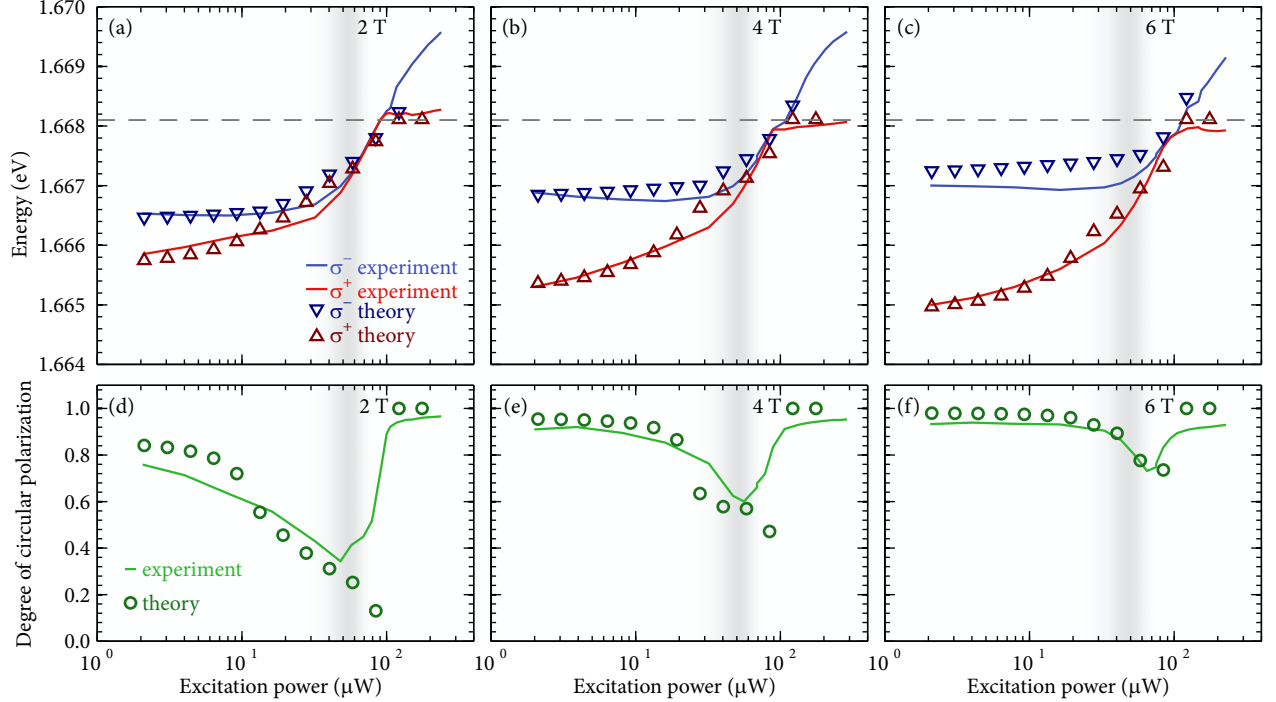 (a) 2 T
(b) 4 T
(c) 6 T
1.670
1.669
1.668
1.667
1.666
1.665
1.664
Energy (eV)
σ⁻ experiment
σ⁺ experiment
σ⁻ theory
σ⁺ theory
(d) 2 T
(e) 4 T
(f) 6 T
1.0
0.8
0.6
0.4
0.2
0.0
Degree of circular polarization
experiment
theory
10⁰ 10¹ 10² 10⁰ 10¹ 10² 10⁰ 10¹ 10²
Excitation power (μW) Excitation power (μW) Excitation power (μW)